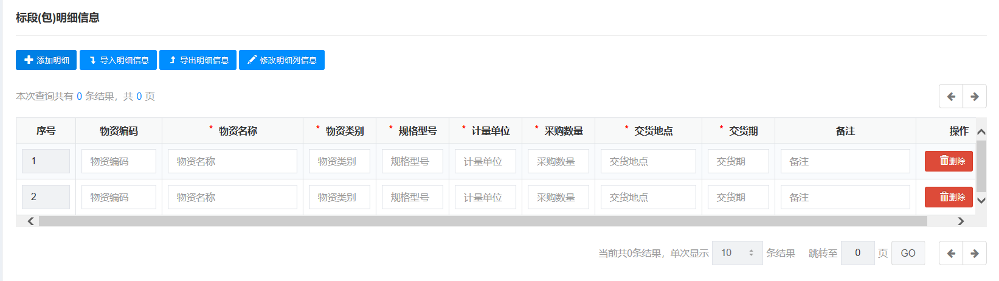 标段(包)明细信息
添加明细 导入明细信息 导出明细信息 修改明细列信息
本次查询共有 0 条结果，共 0 页
序号 物资编码 * 物资名称 * 物资类别 * 规格型号 * 计量单位 * 采购数量 * 交货地点 * 交货期 备注 操作
1 物资编码 物资名称 物资类别 规格型号 计量单位 采购数量 交货地点 交货期 备注 删除
2 物资编码 物资名称 物资类别 规格型号 计量单位 采购数量 交货地点 交货期 备注 删除
当前共0条结果，单次显示 10 条结果 跳转至 0 页 GO